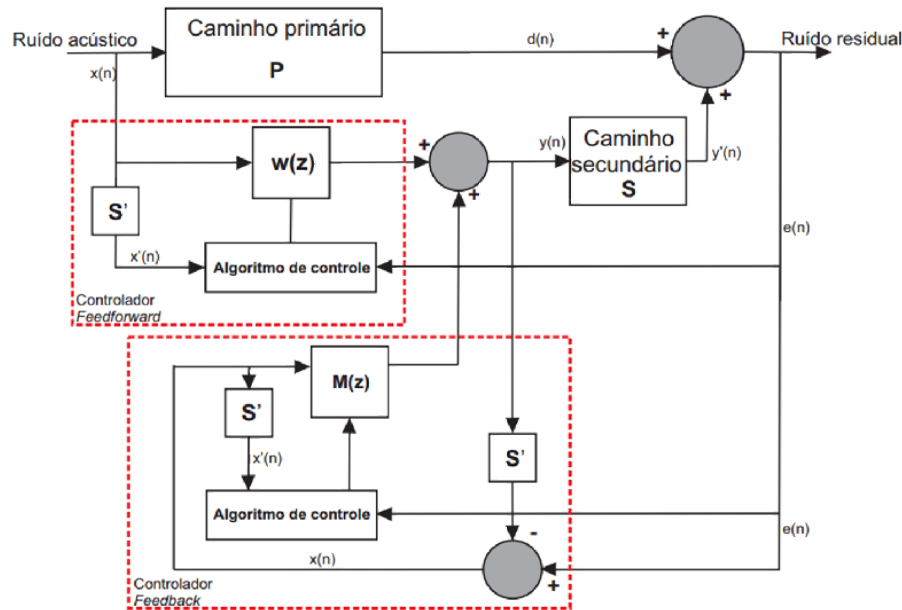 Ruído acústico
x(n)
Caminho primário
P
d(n)
+
+
Ruído residual
w(z)
+
+
y(n)
Caminho
secundário
S
y'(n)
S'
x'(n)
Algoritmo de controle
e(n)
Controlador
Feedforward
M(z)
S'
x'(n)
S'
Algoritmo de controle
-
e(n)
x(n)
+
Controlador
Feedback